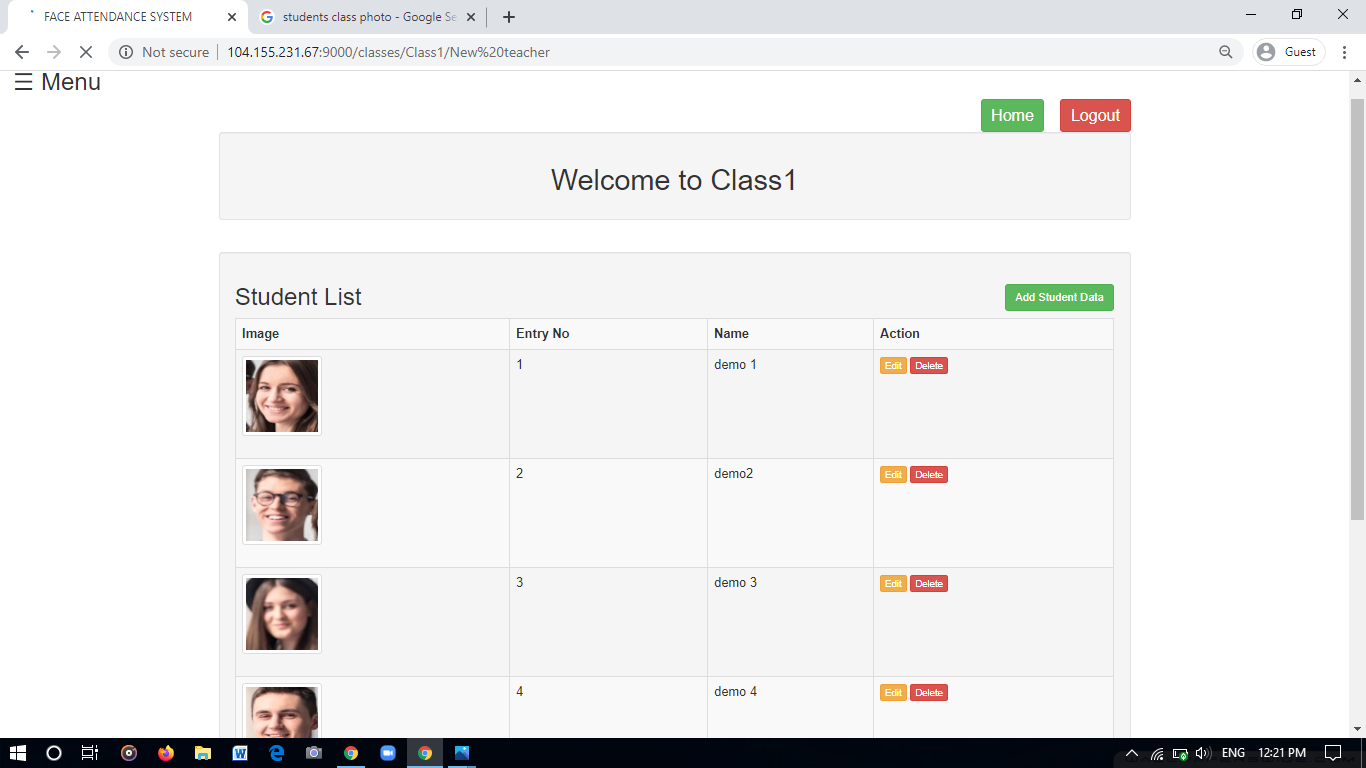 FACE ATTENDANCE SYSTEM
students class photo - Google Se
Not secure
104.155.231.67:9000/classes/Class1/New%20teacher
Guest
☰ Menu
Home Logout
Welcome to Class1
Student List
Add Student Data
Image Entry No Name Action
1 demo 1 Edit Delete
2 demo2 Edit Delete
3 demo 3 Edit Delete
4 demo 4 Edit Delete
ENG 12:21 PM